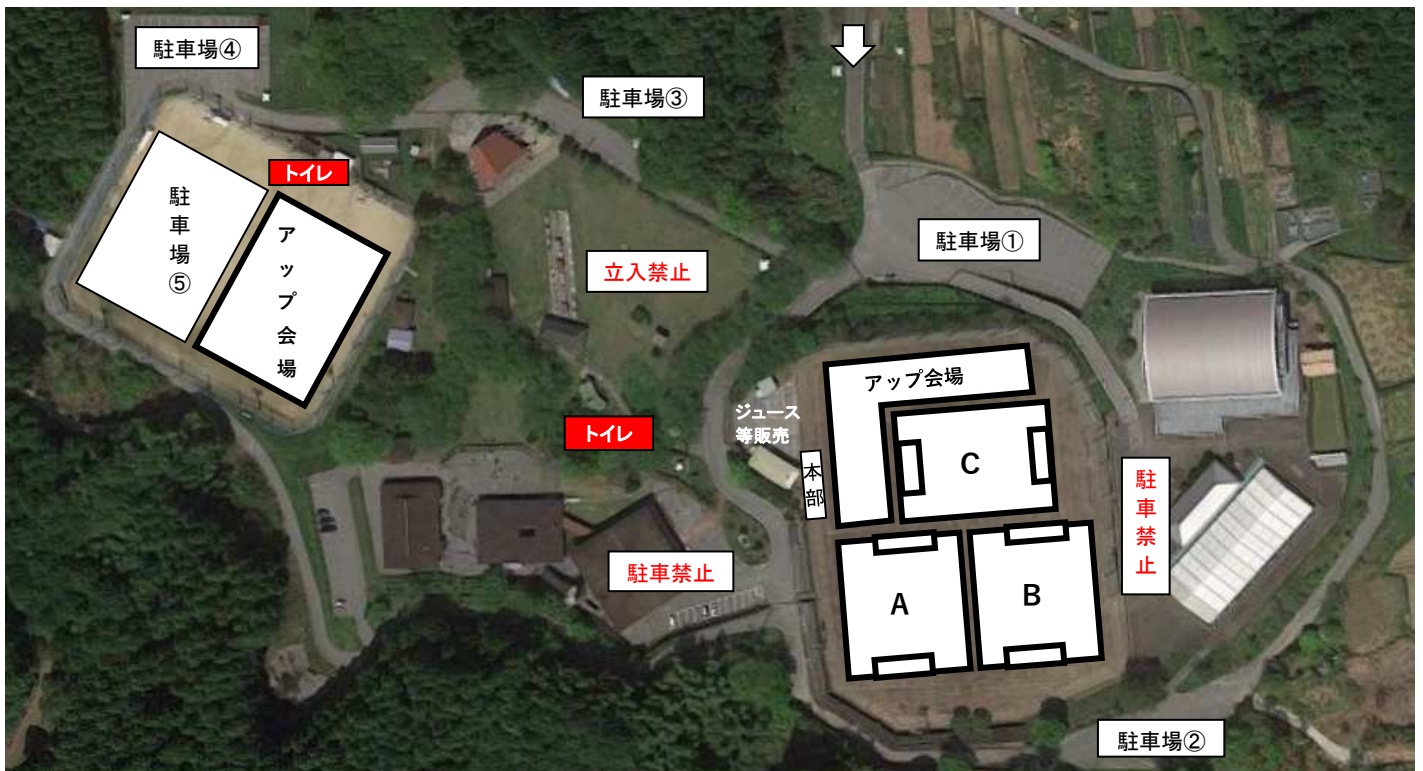 駐車場④
駐車場③
トイレ
駐車場⑤
アップ会場
駐車場①
立入禁止
アップ会場
ジュース
等販売
トイレ
本部
C
駐車禁止
駐車禁止
A
B
駐車場②